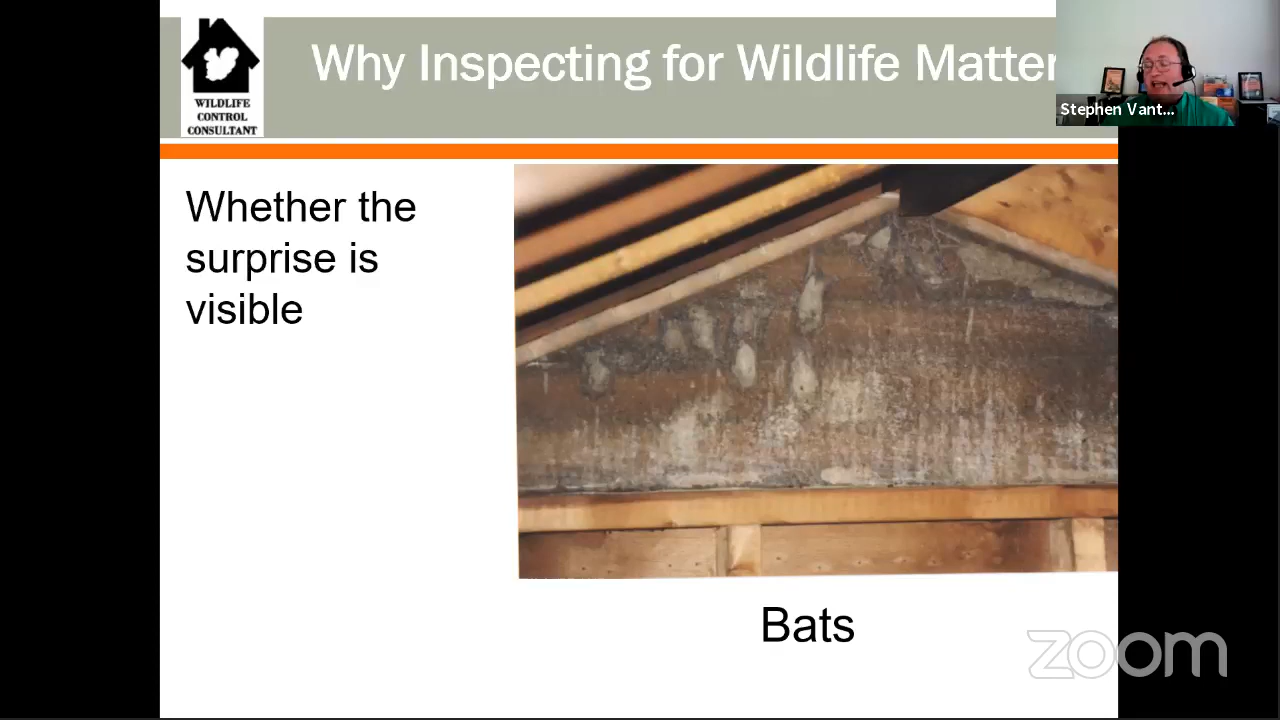 Why Inspecting for Wildlife Matter
Stephen Vant...
WILDLIFE
CONTROL
CONSULTANT
Whether the
surprise is
visible
Bats
zoom